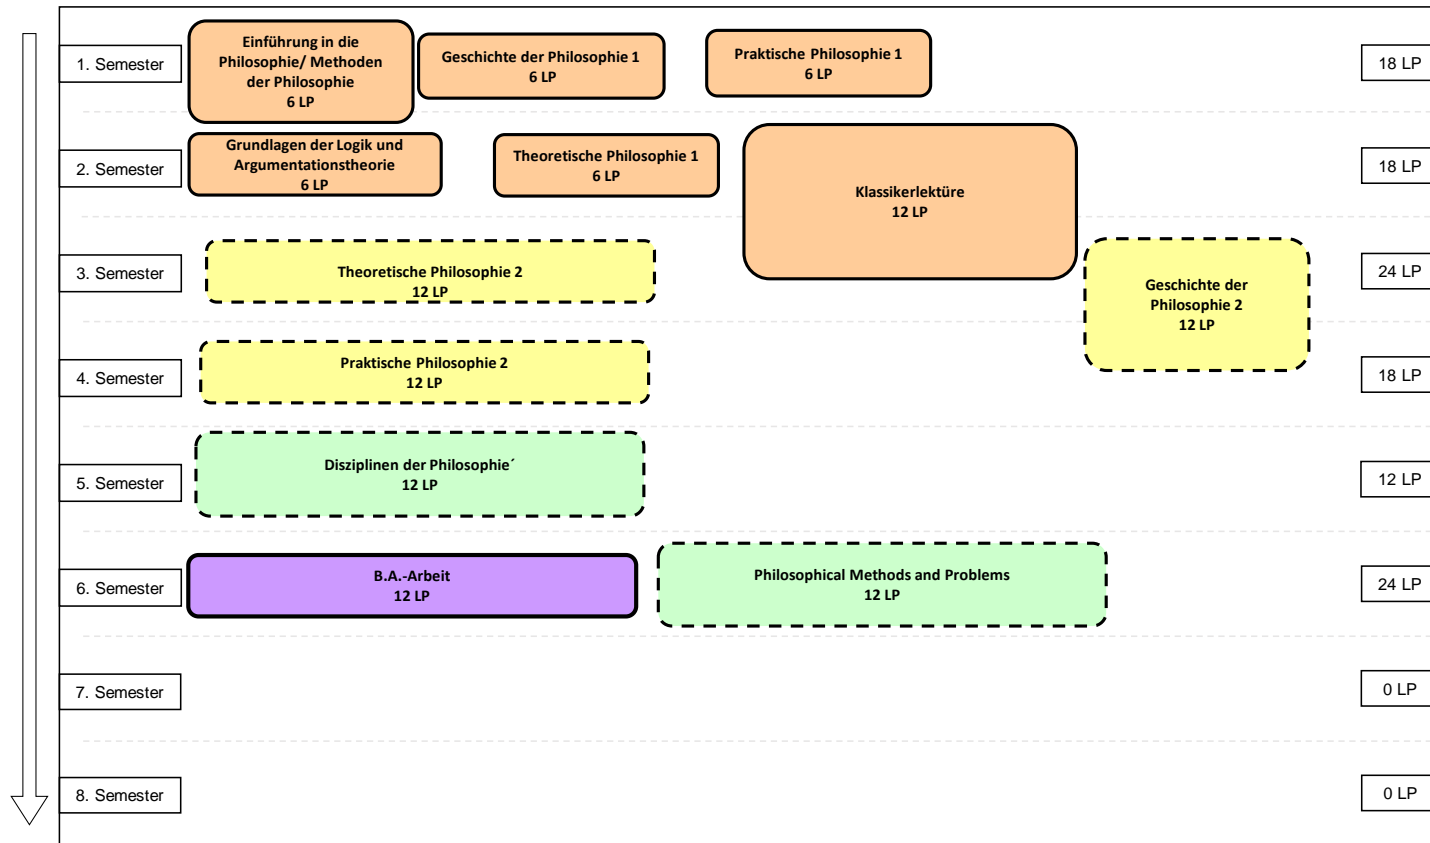 1. Semester
Einführung in die
Philosophie/ Methoden
der Philosophie
6 LP
Geschichte der Philosophie 1
6 LP
Praktische Philosophie 1
6 LP
18 LP
2. Semester
Grundlagen der Logik und
Argumentationstheorie
6 LP
Theoretische Philosophie 1
6 LP
Klassikerlektüre
12 LP
18 LP
3. Semester
Theoretische Philosophie 2
12 LP
Geschichte der
Philosophie 2
12 LP
24 LP
4. Semester
Praktische Philosophie 2
12 LP
18 LP
5. Semester
Disziplinen der Philosophie´
12 LP
12 LP
6. Semester
B.A.-Arbeit
12 LP
Philosophical Methods and Problems
12 LP
24 LP
7. Semester
0 LP
8. Semester
0 LP